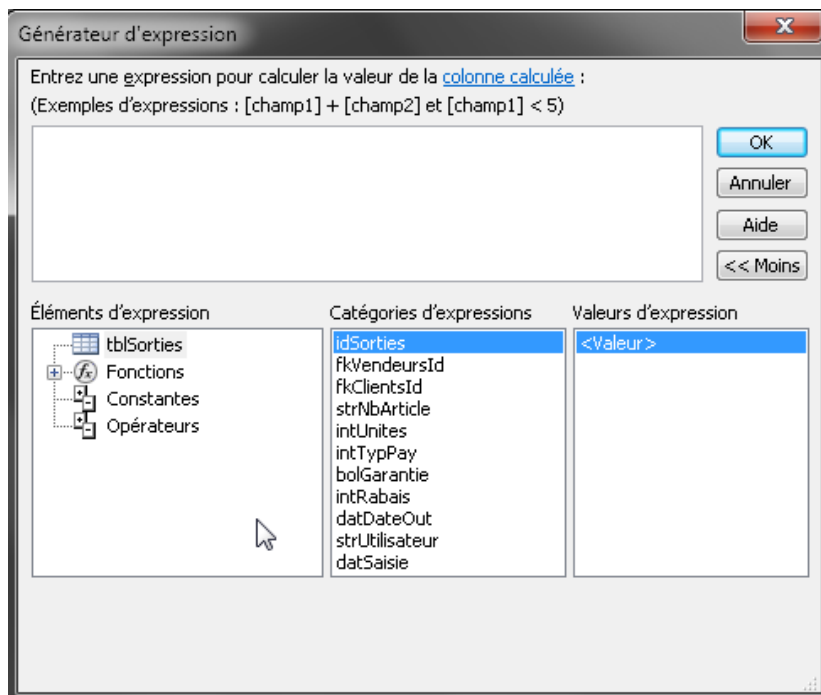 Générateur d'expression
Entrez une expression pour calculer la valeur de la colonne calculée :
(Exemples d'expressions : [champ1] + [champ2] et [champ1] < 5)
OK
Annuler
Aide
<< Moins
Éléments d'expression
Catégories d'expressions
Valeurs d'expression
tblSorties
Fonctions
Constantes
Opérateurs
idSorties
fkVendeursId
fkClientsId
strNbArticle
intUnites
intTypPay
bolGarantie
intRabais
datDateOut
strUtilisateur
datSaisie
<Valeur>